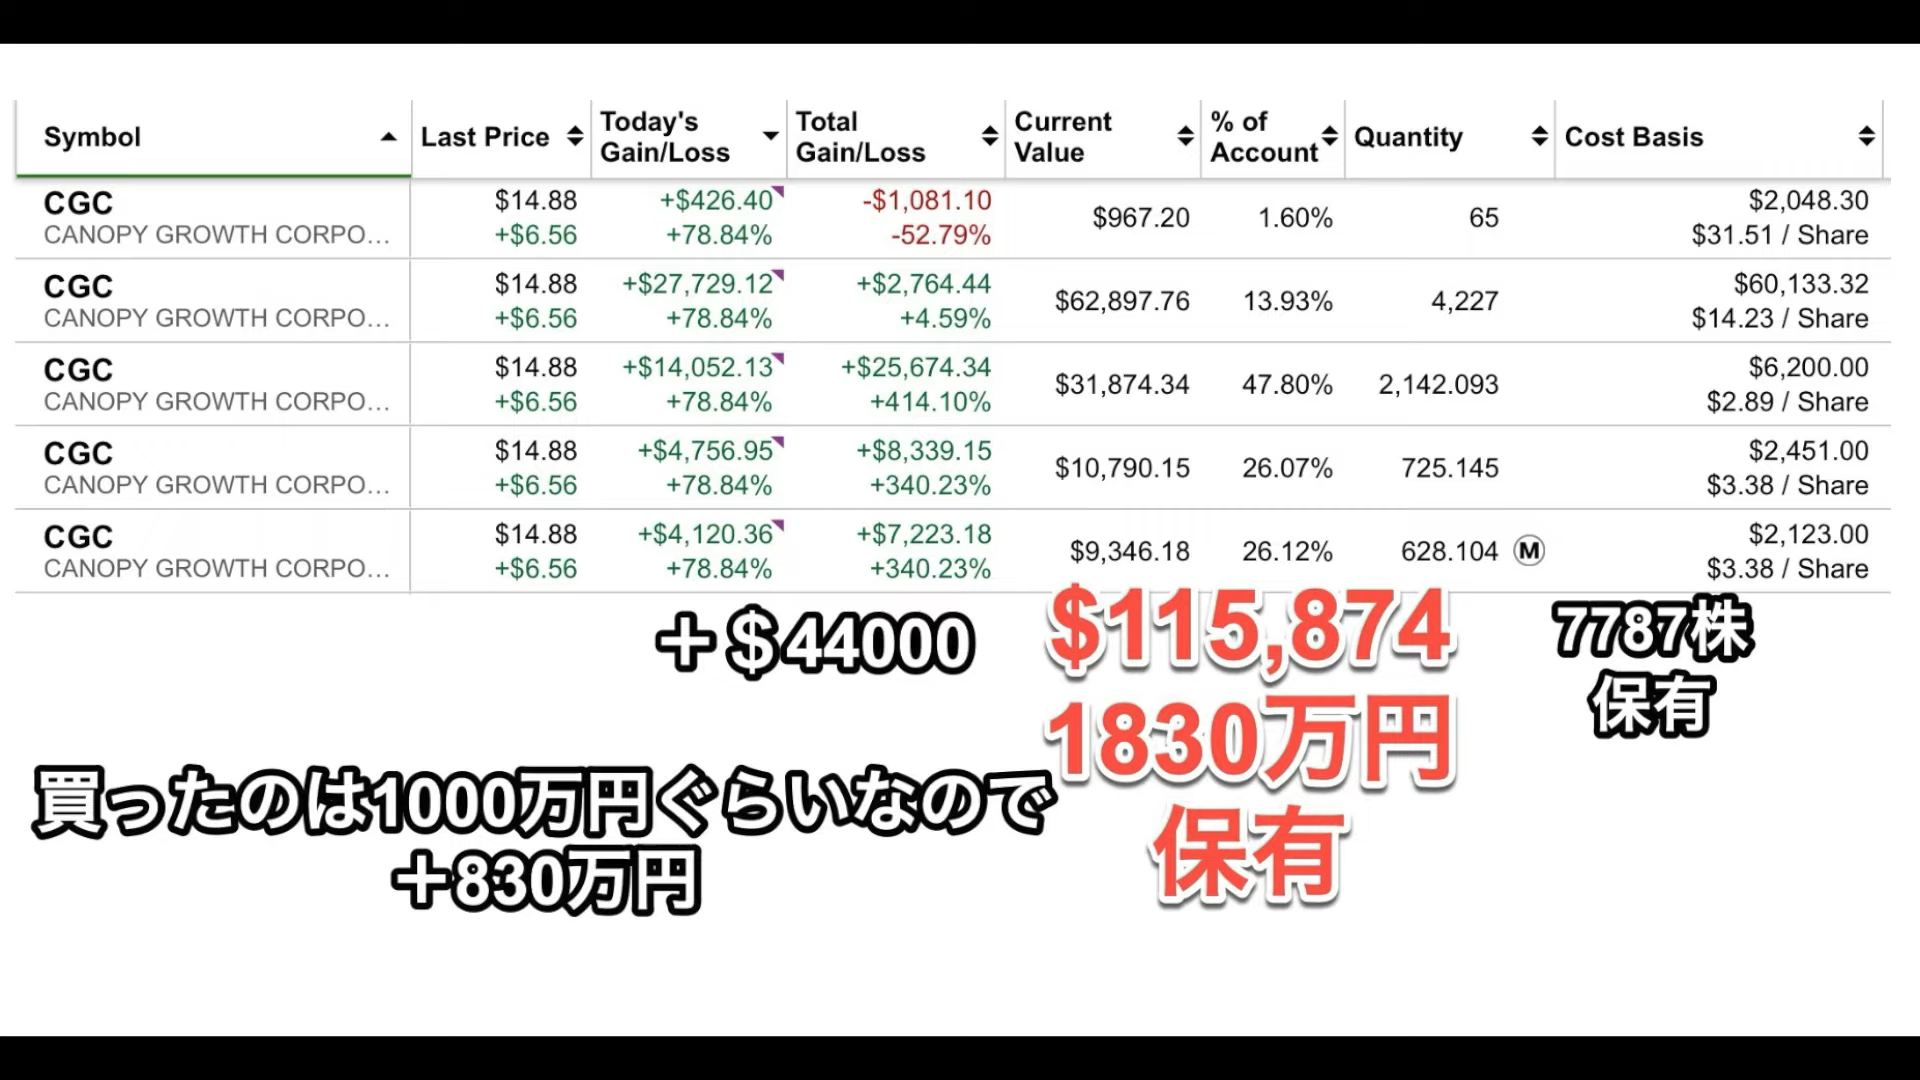 Symbol Last Price Today's Gain/Loss Total Gain/Loss Current Value % of Account Quantity Cost Basis
CGC $14.88 +$426.40 -$1,081.10 $967.20 1.60% 65 $2,048.30
CANOPY GROWTH CORPO... +$6.56 +78.84% -52.79% $31.51 / Share
CGC $14.88 +$27,729.12 +$2,764.44 $62,897.76 13.93% 4,227 $60,133.32
CANOPY GROWTH CORPO... +$6.56 +78.84% +4.59% $14.23 / Share
CGC $14.88 +$14,052.13 +$25,674.34 $31,874.34 47.80% 2,142.093 $6,200.00
CANOPY GROWTH CORPO... +$6.56 +78.84% +414.10% $2.89 / Share
CGC $14.88 +$4,756.95 +$8,339.15 $10,790.15 26.07% 725.145 $2,451.00
CANOPY GROWTH CORPO... +$6.56 +78.84% +340.23% $3.38 / Share
CGC $14.88 +$4,120.36 +$7,223.18 $9,346.18 26.12% 628.104 M $2,123.00
CANOPY GROWTH CORPO... +$6.56 +78.84% +340.23% $3.38 / Share
+$44000
$115,874
1830万円
保有
7787株
保有
買ったのは1000万円ぐらいなので
+830万円